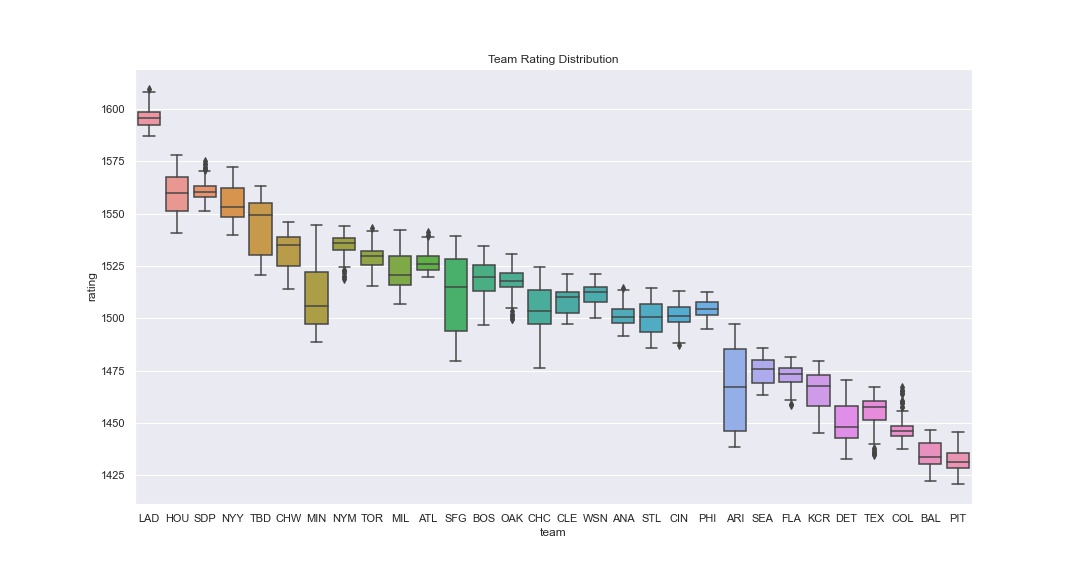 Team Rating Distribution
1600
1575
1550
1525
1500
1475
1450
1425
rating
LAD HOU SDP NYY TBD CHW MIN NYM TOR MIL ATL SFG BOS OAK CHC CLE WSN ANA STL CIN PHI ARI SEA FLA KCR DET TEX COL BAL PIT
team